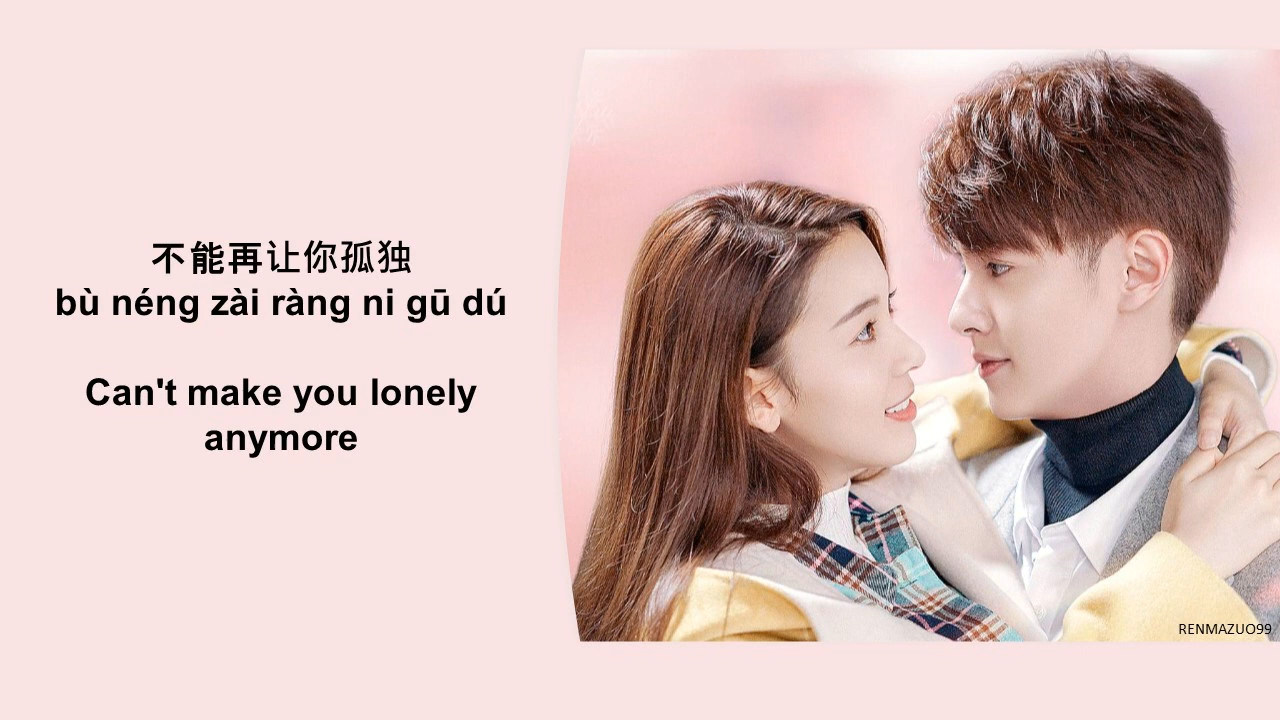 不能再让你孤独
bù néng zài ràng ni gū dú
Can't make you lonely
anymore
RENMAZUO99